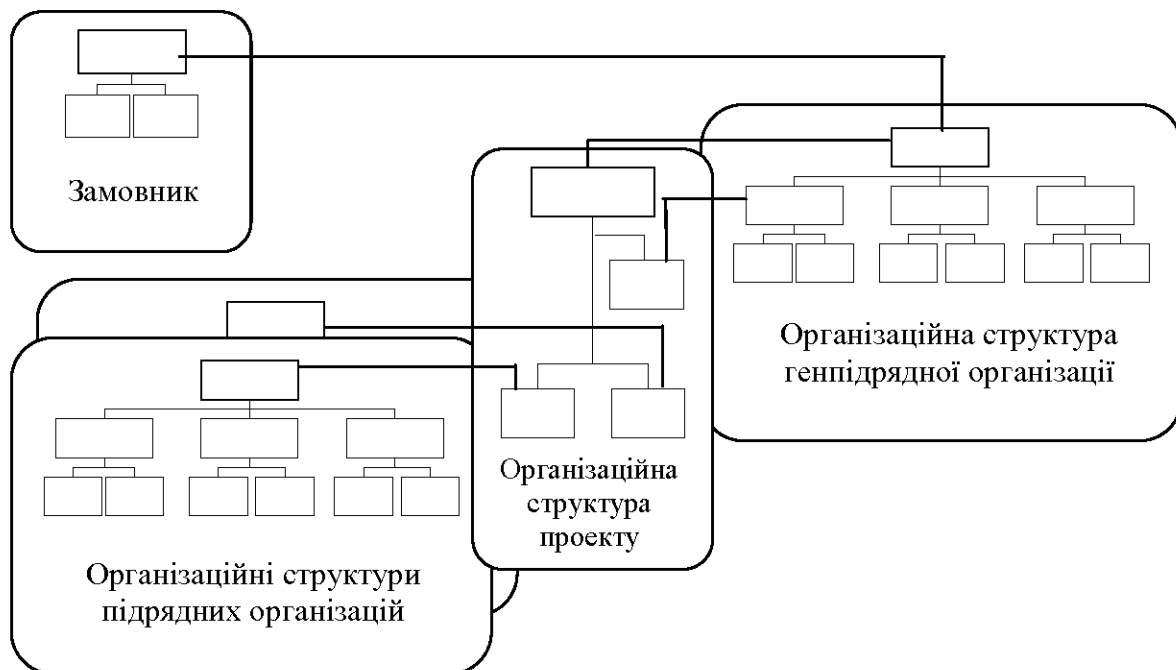 Замовник
Організаційна структура
генпідрядної організації
Організаційна
структура
проекту
Організаційні структури
підрядних організацій